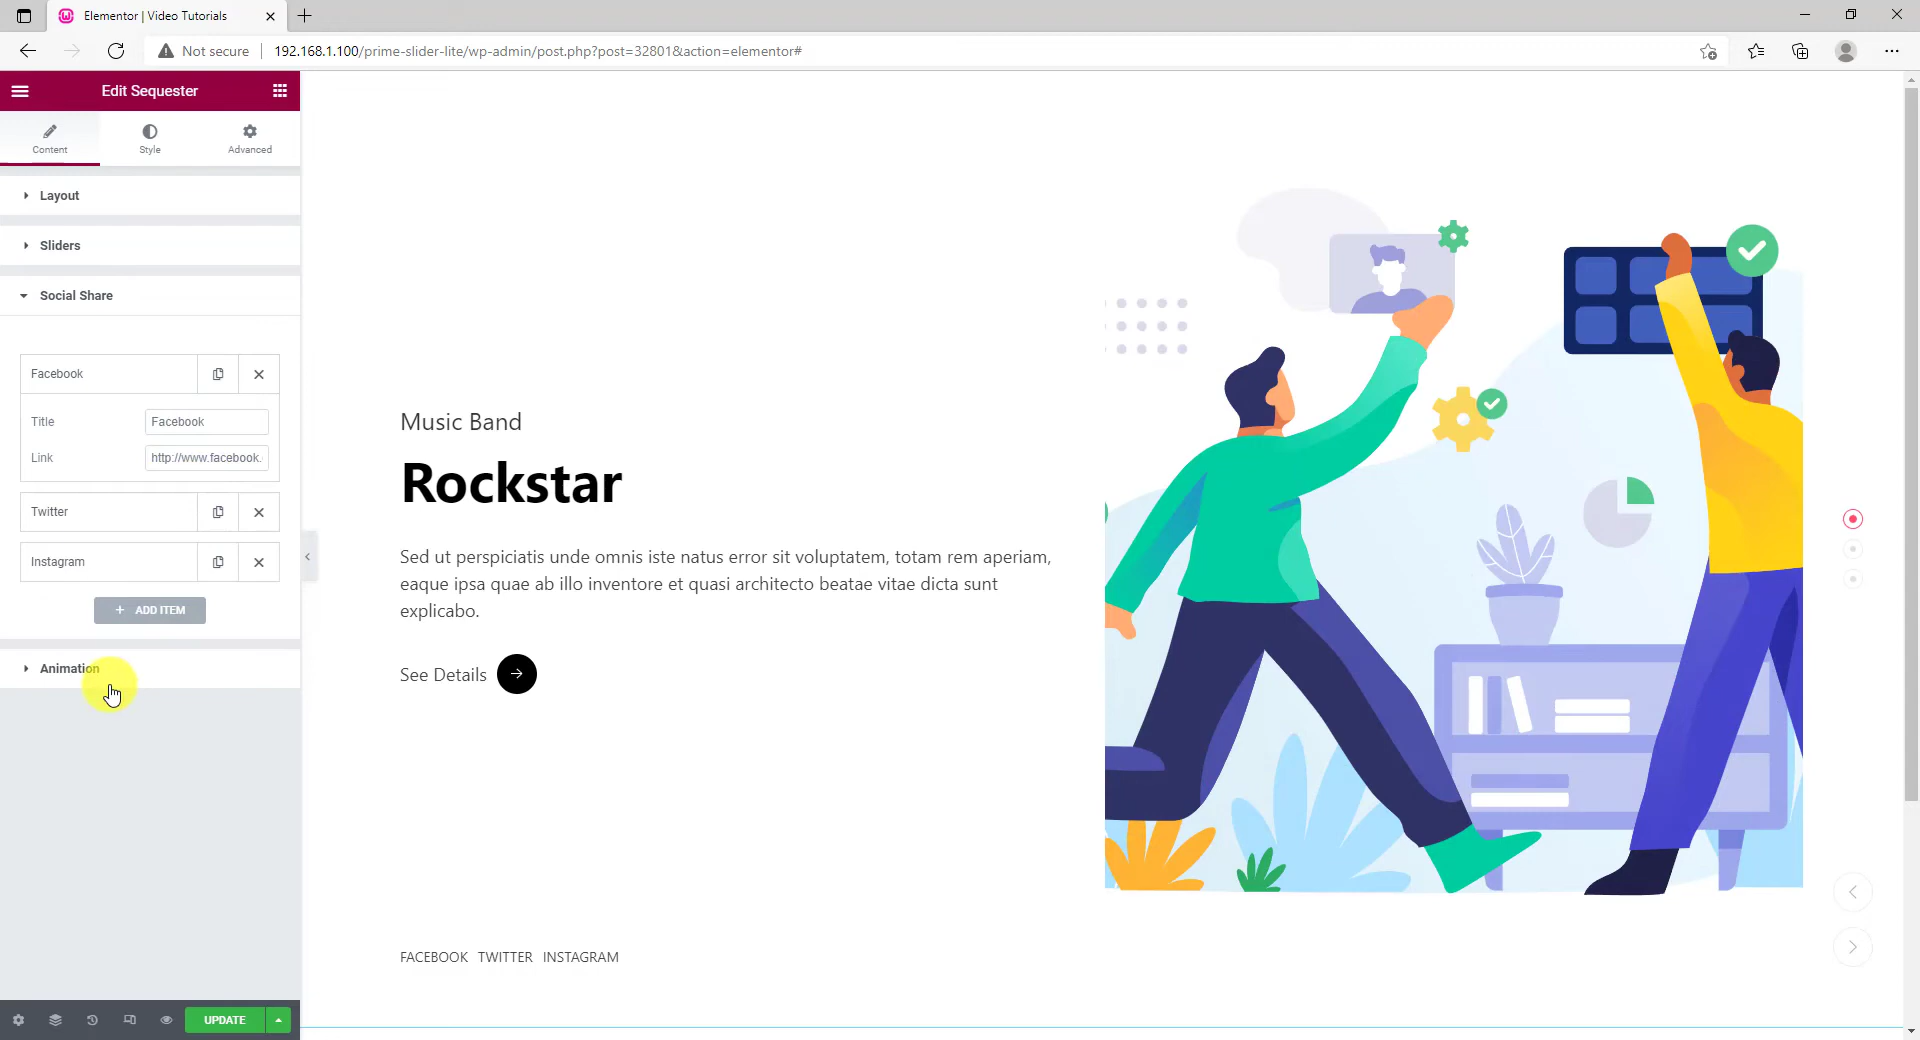 Elementor | Video Tutorials
Not secure
192.168.1.100/prime-slider-lite/wp-admin/post.php?post=32801&action=elementor#
Edit Sequester
Content
Style
Advanced
Layout
Sliders
Social Share
Facebook
Title
Facebook
Link
http://www.facebook.
Twitter
Instagram
ADD ITEM
Animation
UPDATE
Music Band
Rockstar
Sed ut perspiciatis unde omnis iste natus error sit voluptatem, totam rem aperiam,
eaque ipsa quae ab illo inventore et quasi architecto beatae vitae dicta sunt
explicabo.
See Details
FACEBOOK TWITTER INSTAGRAM